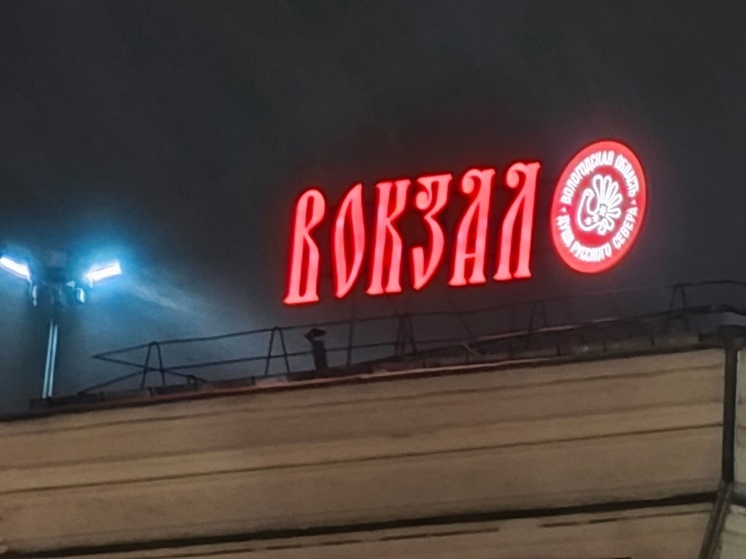 ВОКЗАЛ
ВОЛОГОДСКАЯ ОБЛАСТЬ
ДУША РУССКОГО СЕВЕРА